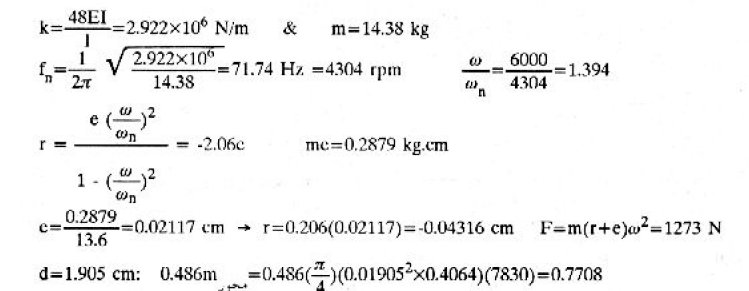 k=48EI/l=2.922×10⁶ N/m & m=14.38 kg
fₙ=1/2π √2.922×10⁶/14.38=71.74 Hz =4304 rpm ω/ωₙ=6000/4304=1.394
r = e (ω/ωn)²/1 - (ω/ωn)² = -2.06e me=0.2879 kg.cm
e=0.2879/13.6=0.02117 cm → r=0.206(0.02117)=-0.04316 cm F=m(r+e)ω²=1273 N
d=1.905 cm: 0.486m =0.486(π/4)(0.01905²×0.4064)(7830)=0.7708